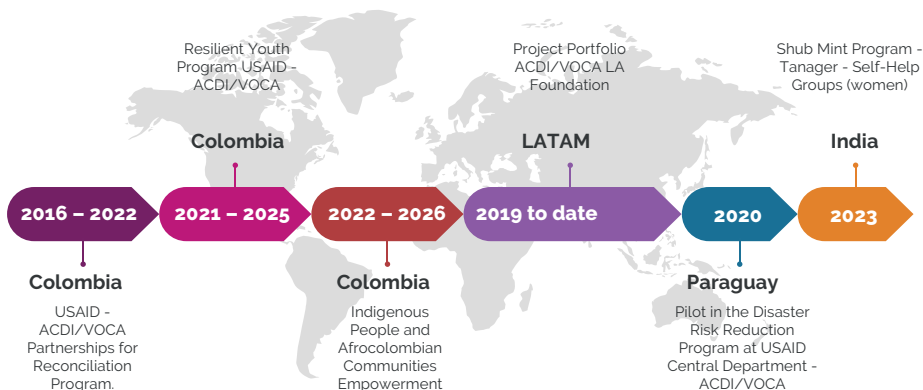 Resilient Youth
Program USAID -
ACDI/VOCA
Project Portfolio
ACDI/VOCA LA
Foundation
Shub Mint Program -
Tanager - Self-Help
Groups (women)
Colombia
LATAM
India
2016 – 2022
2021 – 2025
2022 – 2026
2019 to date
2020
2023
Colombia
USAID -
ACDI/VOCA
Partnerships for
Reconciliation
Program.
Colombia
Indigenous
People and
Afrocolombian
Communities
Empowerment
Paraguay
Pilot in the Disaster
Risk Reduction
Program at USAID
Central Department -
ACDI/VOCA